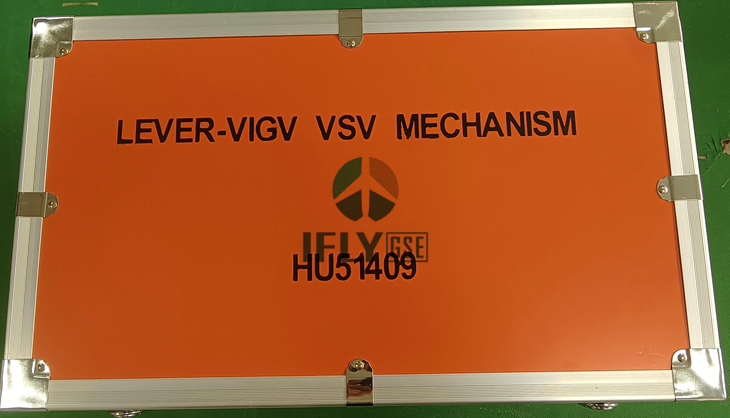 LEVER-VIGV VSV MECHANISM
IFLY GSE
HU51409